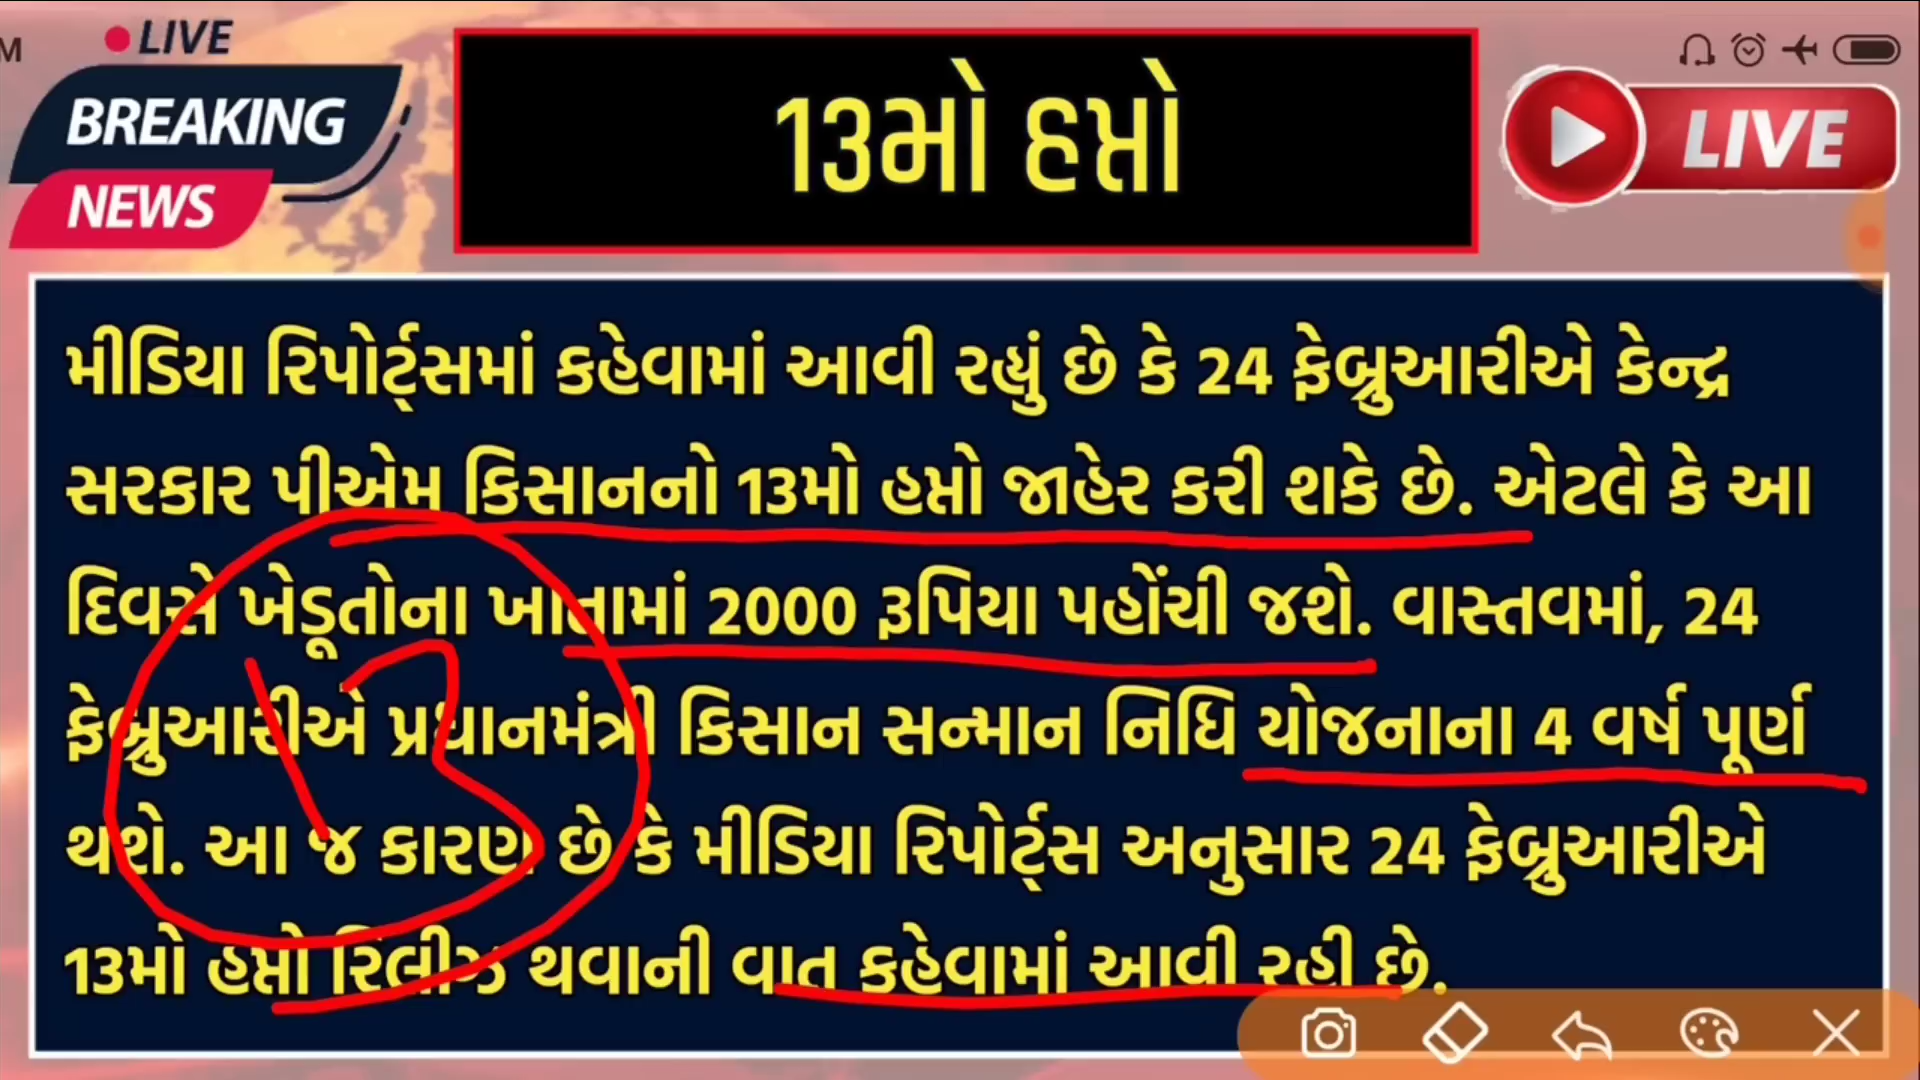 M
LIVE
BREAKING
NEWS
13મો હપ્તો
LIVE
મીડિયા રિપોર્ટ્સમાં કહેવામાં આવી રહ્યું છે કે 24 ફેબ્રુઆરીએ કેન્દ્ર
સરકાર પીએમ કિસાનનો 13મો હપ્તો જાહેર કરી શકે છે. એટલે કે આ
દિવસે ખેડૂતોના ખાતામાં 2000 રૂપિયા પહોંચી જશે. વાસ્તવમાં, 24
ફેબ્રુઆરીએ પ્રધાનમંત્રી કિસાન સન્માન નિધિ યોજનાના 4 વર્ષ પૂર્ણ
થશે. આ જ કારણ છે કે મીડિયા રિપોર્ટ્સ અનુસાર 24 ફેબ્રુઆરીએ
13મો હપ્તો રિલીઝ થવાની વાત કહેવામાં આવી રહી છે.
13